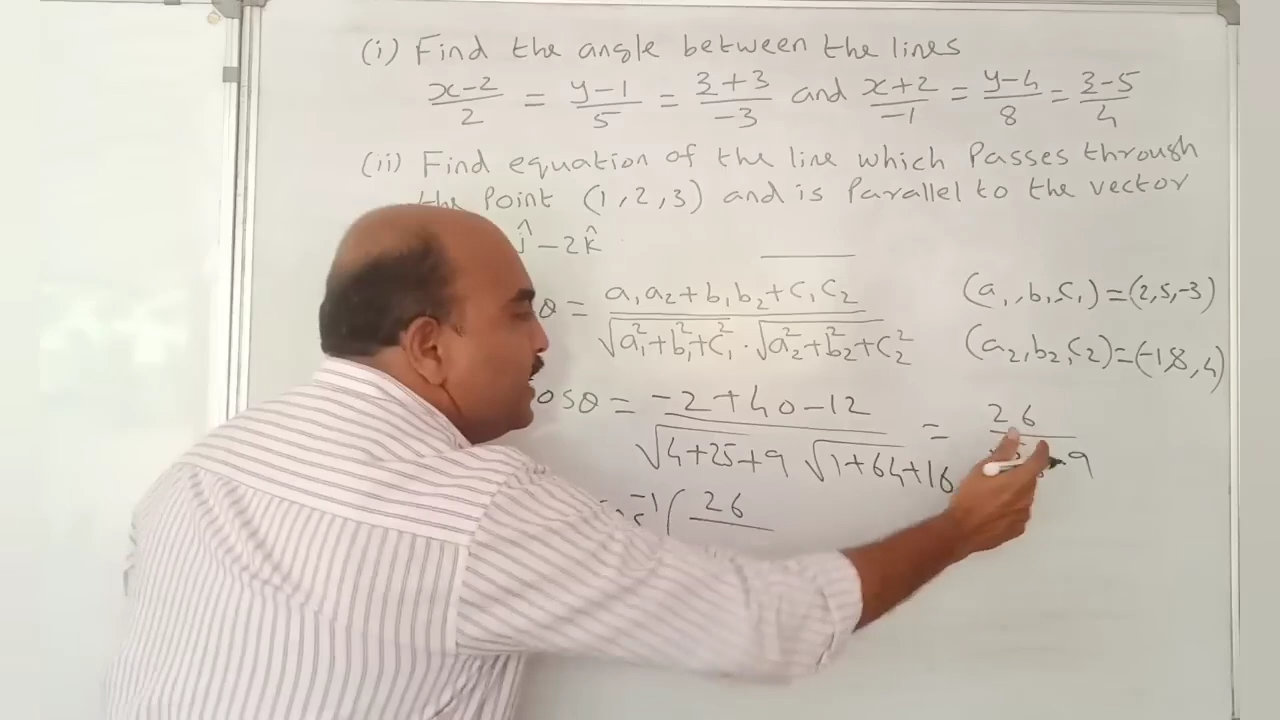 (i) Find the angle between the lines
x-2/2 = y-1/5 = z+3/-3 and x+2/-1 = y-4/8 = z-5/4
(ii) Find equation of the line which Passes through
the Point (1,2,3) and is Parallel to the vector
ĵ-2k̂
θ = a₁a₂+b₁b₂+c₁c₂ / √a₁²+b₁²+c₁² · √a₂²+b₂²+c₂²
(a₁,b₁,c₁)=(2,5,-3)
(a₂,b₂,c₂)=(-1,8,4)
osθ = -2+40-12 / √4+25+9 √1+64+16 = 26 / 9
⁻¹( 26